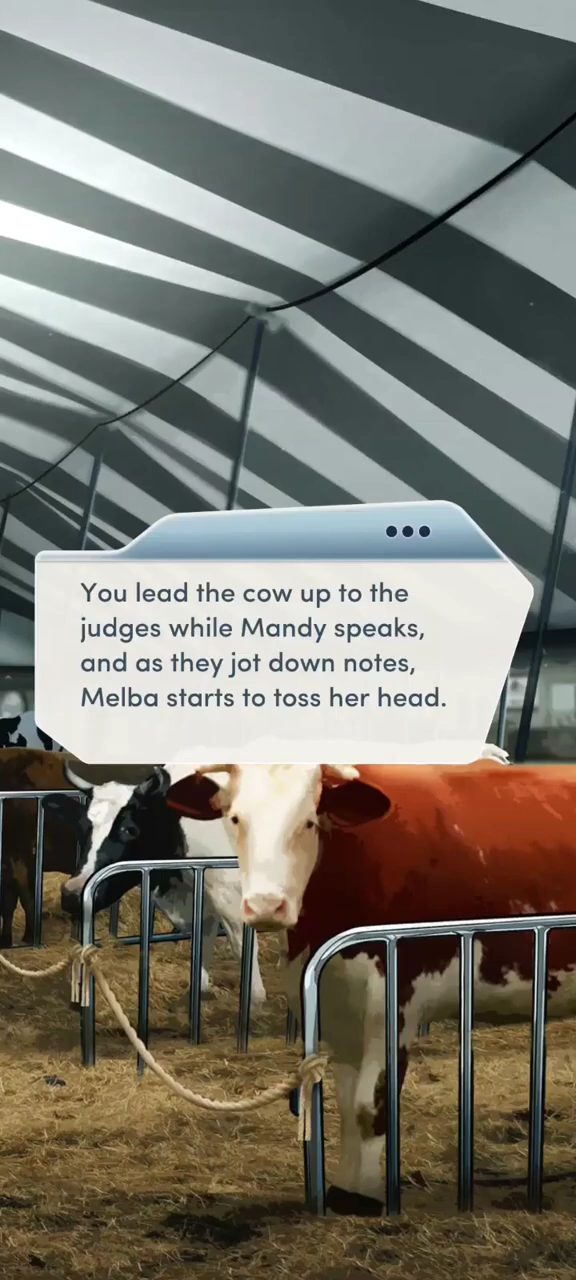 You lead the cow up to the
judges while Mandy speaks,
and as they jot down notes,
Melba starts to toss her head.